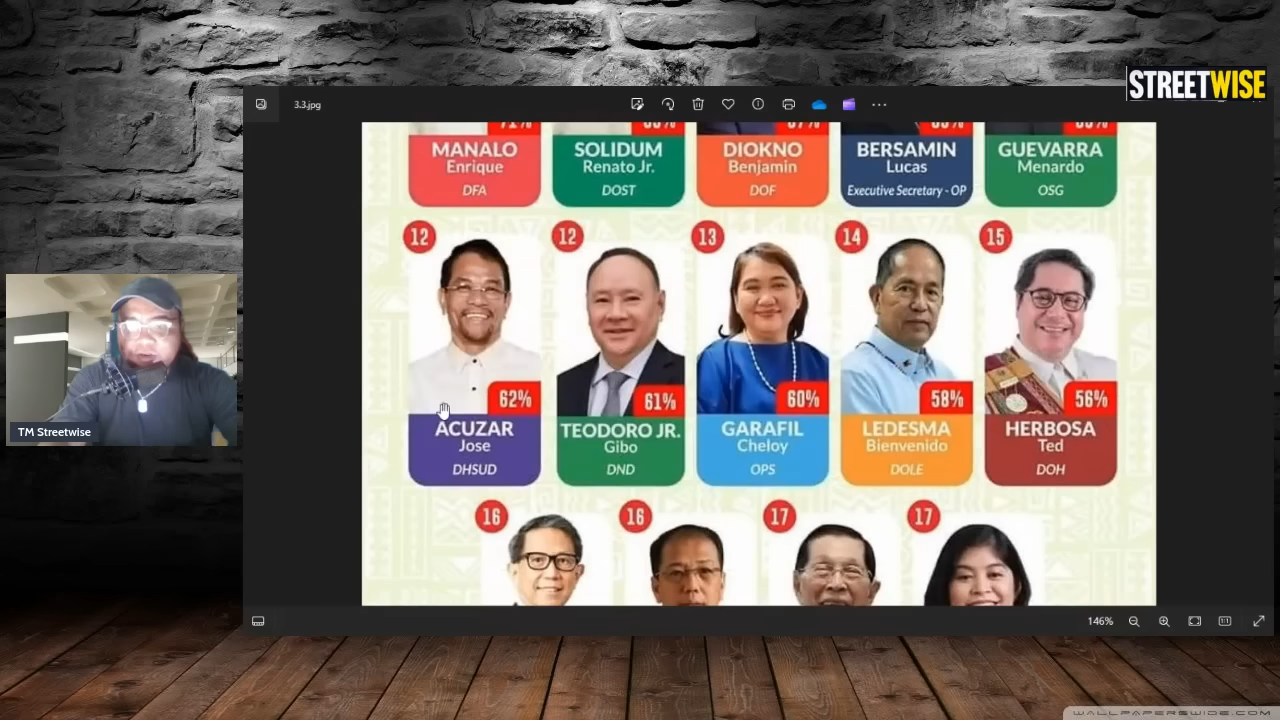 STREETWISE
3.3.jpg
MANALO
Enrique
DFA
SOLIDUM
Renato Jr.
DOST
DIOKNO
Benjamin
DOF
BERSAMIN
Lucas
Executive Secretary - OP
GUEVARRA
Menardo
OSG
12
62%
ACUZAR
Jose
DHSUD
12
61%
TEODORO JR.
Gibo
DND
13
60%
GARAFIL
Cheloy
OPS
14
58%
LEDESMA
Bienvenido
DOLE
15
56%
HERBOSA
Ted
DOH
16
16
17
17
TM Streetwise
146%
WALLPAPERSWIDE.COM